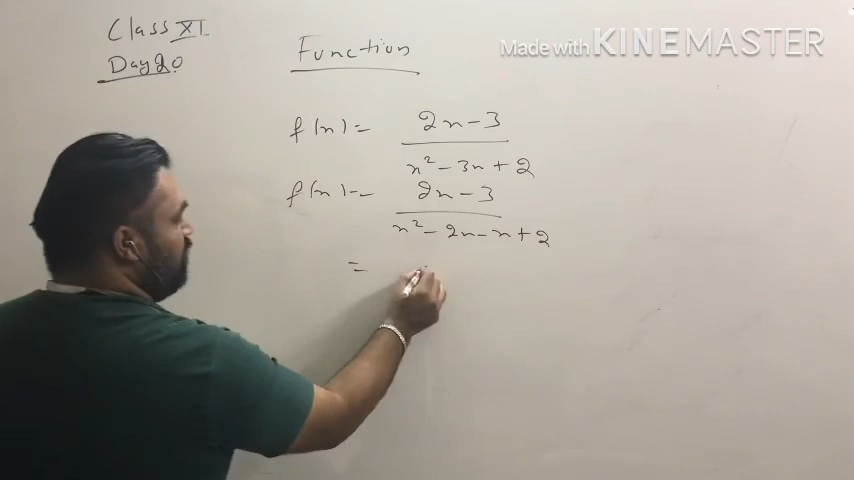 Class XI.
Day 20
Function
Made with KINEMASTER
f(x) = 2x - 3
x² - 3x + 2
f(x) = 2x - 3
x² - 2x - x + 2
=